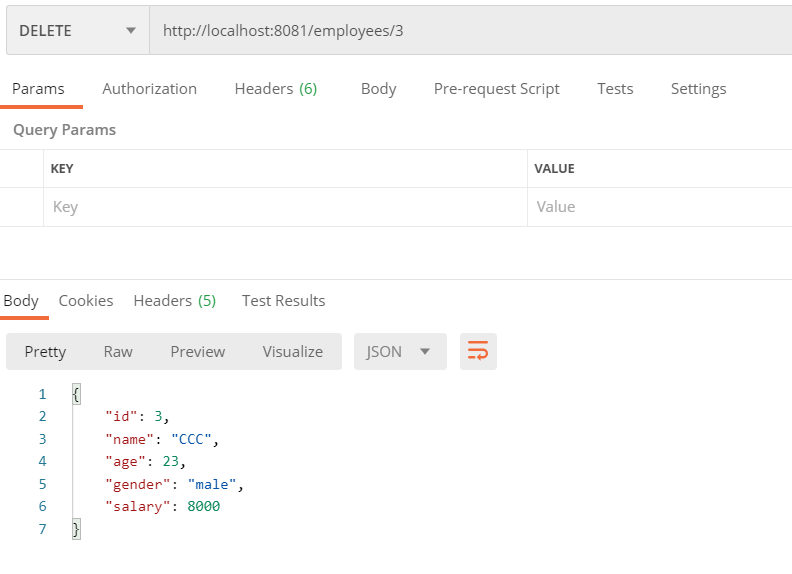 DELETE http://localhost:8081/employees/3
Params Authorization Headers (6) Body Pre-request Script Tests Settings
Query Params
KEY VALUE
Key Value
Body Cookies Headers (5) Test Results
Pretty Raw Preview Visualize JSON
1 {
2 "id": 3,
3 "name": "CCC",
4 "age": 23,
5 "gender": "male",
6 "salary": 8000
7 }